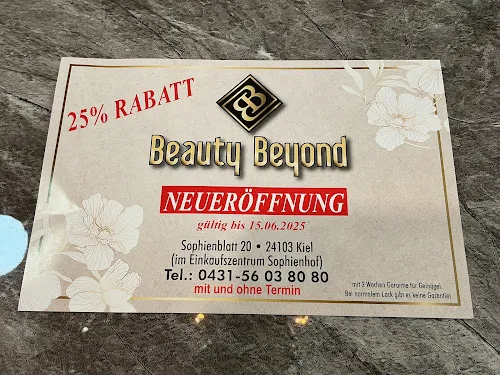 25% RABATT
Beauty Beyond
NEUERÖFFNUNG
gültig bis 15.06.2025
Sophienblatt 20 • 24103 Kiel
(im Einkaufszentrum Sophienhof)
Tel.: 0431-56 03 80 80
mit und ohne Termin
mit 2 Wochen Garantie für Gelnägel.
Bei normalem Lack gibt es keine Garantie!